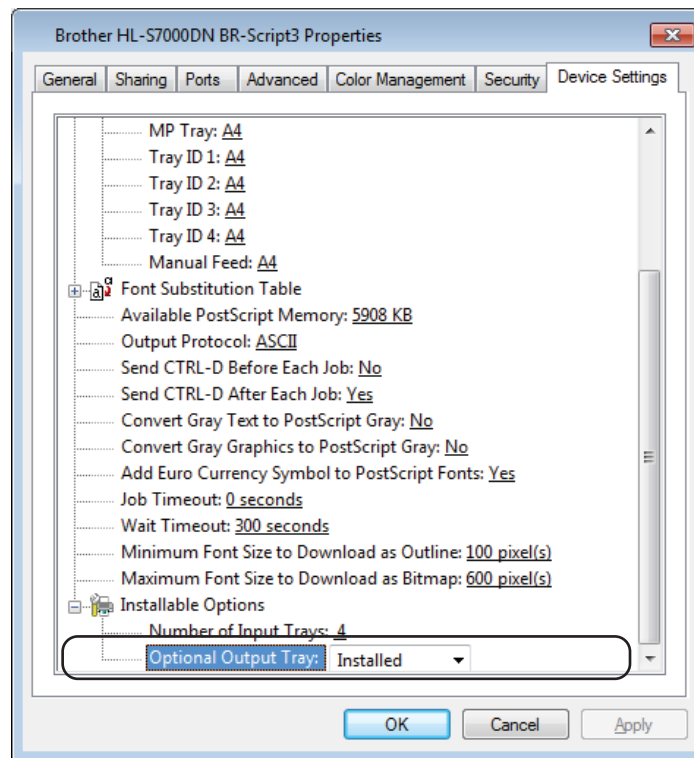 Brother HL-S7000DN BR-Script3 Properties
General Sharing Ports Advanced Color Management Security Device Settings
MP Tray: A4
Tray ID 1: A4
Tray ID 2: A4
Tray ID 3: A4
Tray ID 4: A4
Manual Feed: A4
Font Substitution Table
Available PostScript Memory: 5908 KB
Output Protocol: ASCII
Send CTRL-D Before Each Job: No
Send CTRL-D After Each Job: Yes
Convert Gray Text to PostScript Gray: No
Convert Gray Graphics to PostScript Gray: No
Add Euro Currency Symbol to PostScript Fonts: Yes
Job Timeout: 0 seconds
Wait Timeout: 300 seconds
Minimum Font Size to Download as Outline: 100 pixel(s)
Maximum Font Size to Download as Bitmap: 600 pixel(s)
Installable Options
Number of Input Trays: 4
Optional Output Tray: Installed
OK Cancel Apply